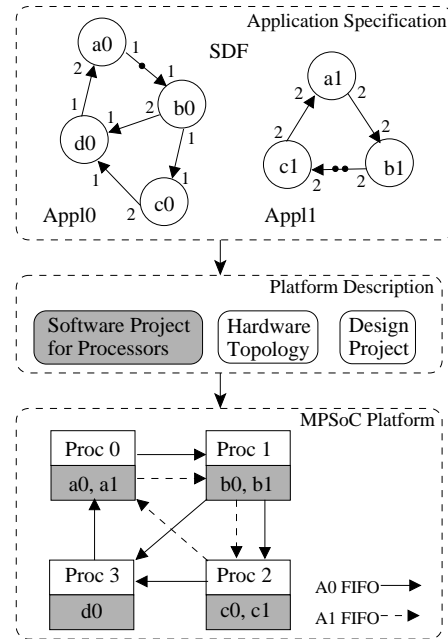 Application Specification
SDF
a0
1
2
1
b0
1
1
2
1
d0
1
1
2
c0
Appl0
a1
2
2
2
2
c1
2
2
b1
Appl1
Platform Description
Software Project
for Processors
Hardware
Topology
Design
Project
MPSoC Platform
Proc 0
a0, a1
Proc 1
b0, b1
Proc 3
d0
Proc 2
c0, c1
A0 FIFO
A1 FIFO